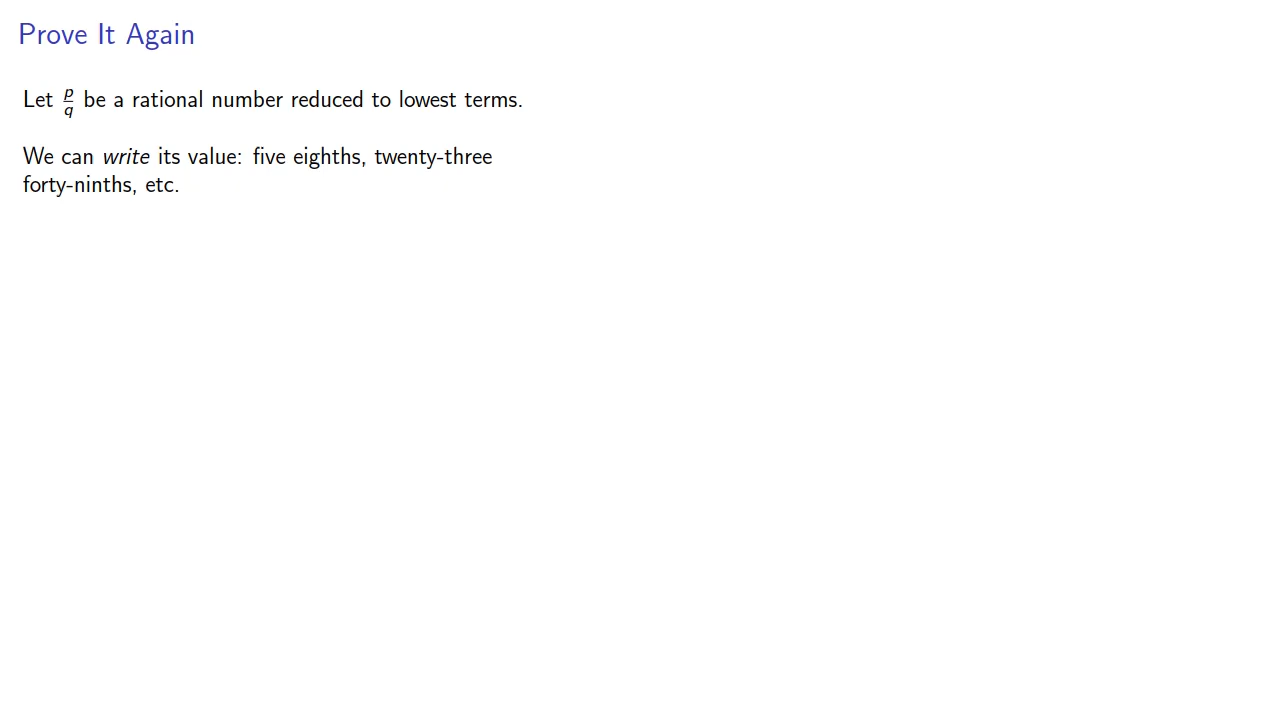 Prove It Again
Let p/q be a rational number reduced to lowest terms.
We can write its value: five eighths, twenty-three
forty-ninths, etc.